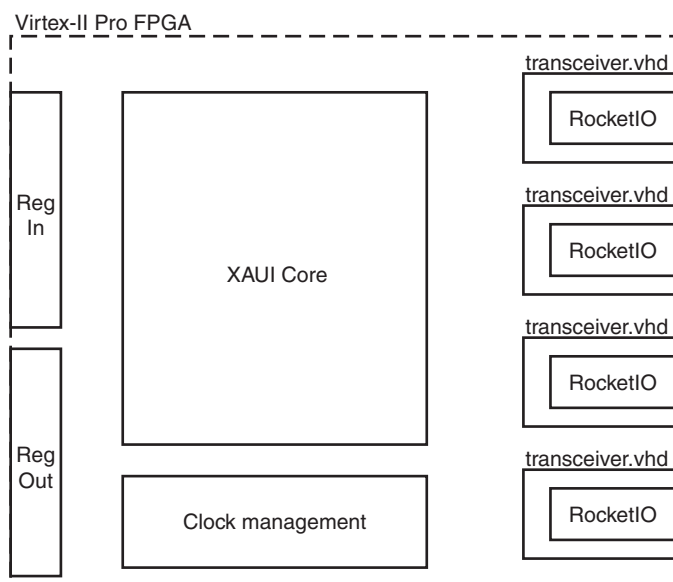 Virtex-II Pro FPGA
transceiver.vhd
RocketIO
Reg
In
transceiver.vhd
RocketIO
XAUI Core
transceiver.vhd
RocketIO
Reg
Out
transceiver.vhd
RocketIO
Clock management